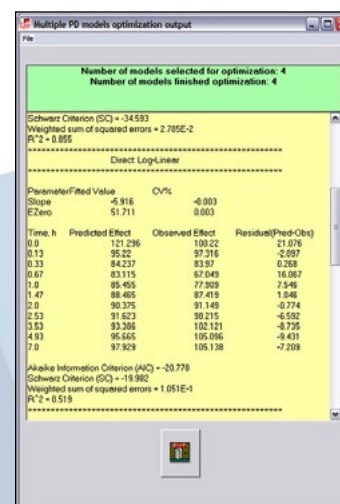 Multiple PD models optimization output
File
Number of models selected for optimization: 4
Number of models finished optimization: 4
Schwarz Criterion (SC) = -34.593
Weighted sum of squared errors = 2.785E-2
R^2 = 0.855
Direct Log-Linear
Parameter Fitted Value CV%
Slope -5.916 -0.003
EZero 51.711 0.003
Time, h Predicted Effect Observed Effect Residual(Pred-Obs)
0.0 121.296 100.22 21.076
0.13 95.22 97.316 -2.097
0.33 84.237 83.97 0.268
0.67 83.115 67.049 16.067
1.0 85.455 77.909 7.546
1.47 88.465 87.419 1.046
2.0 90.375 91.149 -0.774
2.53 91.623 98.215 -6.592
3.53 93.386 102.121 -8.735
4.93 95.665 105.096 -9.431
7.0 97.929 105.138 -7.209
Akaike Information Criterion (AIC) = -20.778
Schwarz Criterion (SC) = -19.982
Weighted sum of squared errors = 1.051E-1
R^2 = 0.519